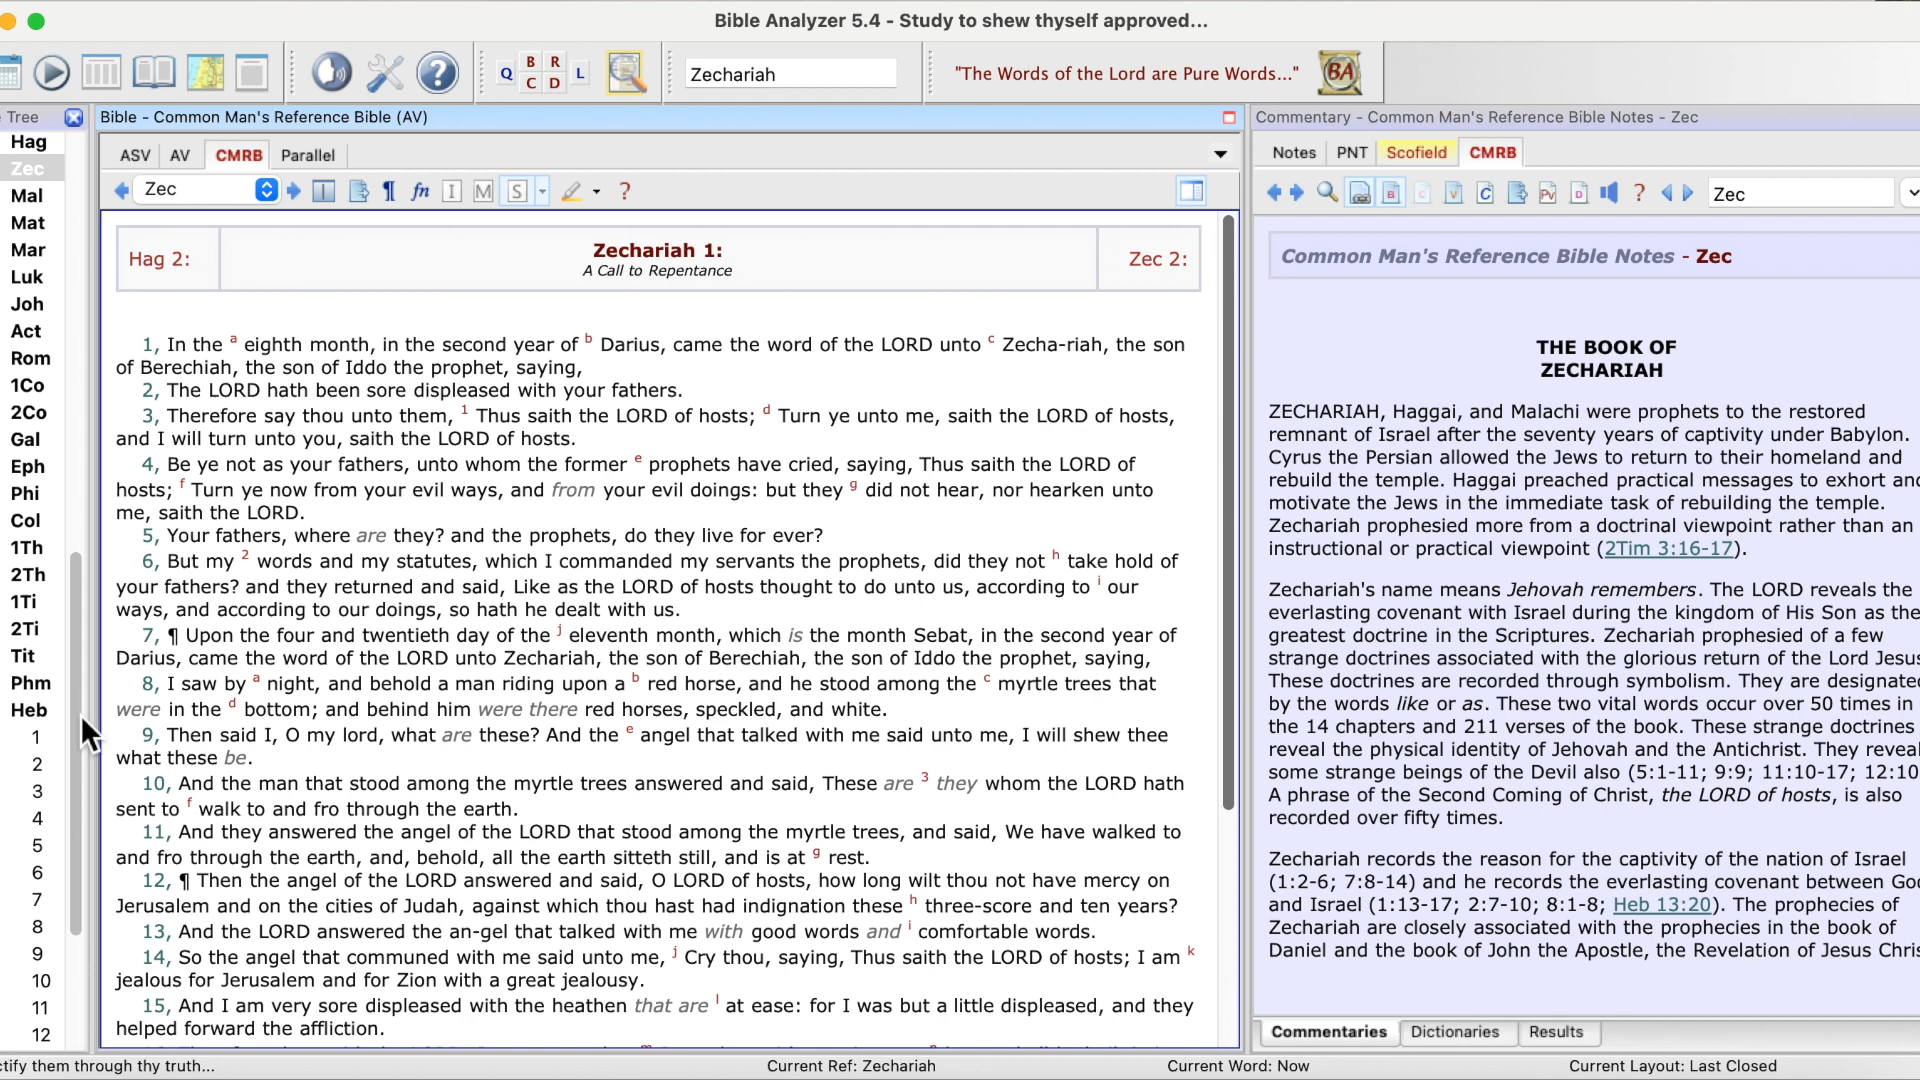 Bible Analyzer 5.4 - Study to shew thyself approved...
Q B R C D L
Zechariah
"The Words of the Lord are Pure Words..."
BA
Tree
Bible - Common Man's Reference Bible (AV)
Commentary - Common Man's Reference Bible Notes - Zec
Hag
Zec
Mal
Mat
Mar
Luk
Joh
Act
Rom
1Co
2Co
Gal
Eph
Phi
Col
1Th
2Th
1Ti
2Ti
Tit
Phm
Heb
1
2
3
4
5
6
7
8
9
10
11
12
ASV AV CMRB Parallel
Zec ¶ fn I M S ?
Hag 2:
Zechariah 1:
A Call to Repentance
Zec 2:
1, In the a eighth month, in the second year of b Darius, came the word of the LORD unto c Zecha-riah, the son
of Berechiah, the son of Iddo the prophet, saying,
2, The LORD hath been sore displeased with your fathers.
3, Therefore say thou unto them, 1 Thus saith the LORD of hosts; d Turn ye unto me, saith the LORD of hosts,
and I will turn unto you, saith the LORD of hosts.
4, Be ye not as your fathers, unto whom the former e prophets have cried, saying, Thus saith the LORD of
hosts; f Turn ye now from your evil ways, and from your evil doings: but they g did not hear, nor hearken unto
me, saith the LORD.
5, Your fathers, where are they? and the prophets, do they live for ever?
6, But my 2 words and my statutes, which I commanded my servants the prophets, did they not h take hold of
your fathers? and they returned and said, Like as the LORD of hosts thought to do unto us, according to i our
ways, and according to our doings, so hath he dealt with us.
7, ¶ Upon the four and twentieth day of the j eleventh month, which is the month Sebat, in the second year of
Darius, came the word of the LORD unto Zechariah, the son of Berechiah, the son of Iddo the prophet, saying,
8, I saw by a night, and behold a man riding upon a b red horse, and he stood among the c myrtle trees that
were in the d bottom; and behind him were there red horses, speckled, and white.
9, Then said I, O my lord, what are these? And the e angel that talked with me said unto me, I will shew thee
what these be.
10, And the man that stood among the myrtle trees answered and said, These are 3 they whom the LORD hath
sent to f walk to and fro through the earth.
11, And they answered the angel of the LORD that stood among the myrtle trees, and said, We have walked to
and fro through the earth, and, behold, all the earth sitteth still, and is at g rest.
12, ¶ Then the angel of the LORD answered and said, O LORD of hosts, how long wilt thou not have mercy on
Jerusalem and on the cities of Judah, against which thou hast had indignation these h three-score and ten years?
13, And the LORD answered the an-gel that talked with me with good words and i comfortable words.
14, So the angel that communed with me said unto me, j Cry thou, saying, Thus saith the LORD of hosts; I am k
jealous for Jerusalem and for Zion with a great jealousy.
15, And I am very sore displeased with the heathen that are l at ease: for I was but a little displeased, and they
helped forward the affliction.
Notes PNT Scofield CMRB
B C V C Pv D ? Zec
Common Man's Reference Bible Notes - Zec
THE BOOK OF
ZECHARIAH
ZECHARIAH, Haggai, and Malachi were prophets to the restored
remnant of Israel after the seventy years of captivity under Babylon.
Cyrus the Persian allowed the Jews to return to their homeland and
rebuild the temple. Haggai preached practical messages to exhort and
motivate the Jews in the immediate task of rebuilding the temple.
Zechariah prophesied more from a doctrinal viewpoint rather than an
instructional or practical viewpoint (2Tim 3:16-17).
Zechariah's name means Jehovah remembers. The LORD reveals the
everlasting covenant with Israel during the kingdom of His Son as the
greatest doctrine in the Scriptures. Zechariah prophesied of a few
strange doctrines associated with the glorious return of the Lord Jesus
These doctrines are recorded through symbolism. They are designated
by the words like or as. These two vital words occur over 50 times in
the 14 chapters and 211 verses of the book. These strange doctrines
reveal the physical identity of Jehovah and the Antichrist. They reveal
some strange beings of the Devil also (5:1-11; 9:9; 11:10-17; 12:10
A phrase of the Second Coming of Christ, the LORD of hosts, is also
recorded over fifty times.
Zechariah records the reason for the captivity of the nation of Israel
(1:2-6; 7:8-14) and he records the everlasting covenant between God
and Israel (1:13-17; 2:7-10; 8:1-8; Heb 13:20). The prophecies of
Zechariah are closely associated with the prophecies in the book of
Daniel and the book of John the Apostle, the Revelation of Jesus Chris
Commentaries Dictionaries Results
ctify them through thy truth...
Current Ref: Zechariah
Current Word: Now
Current Layout: Last Closed